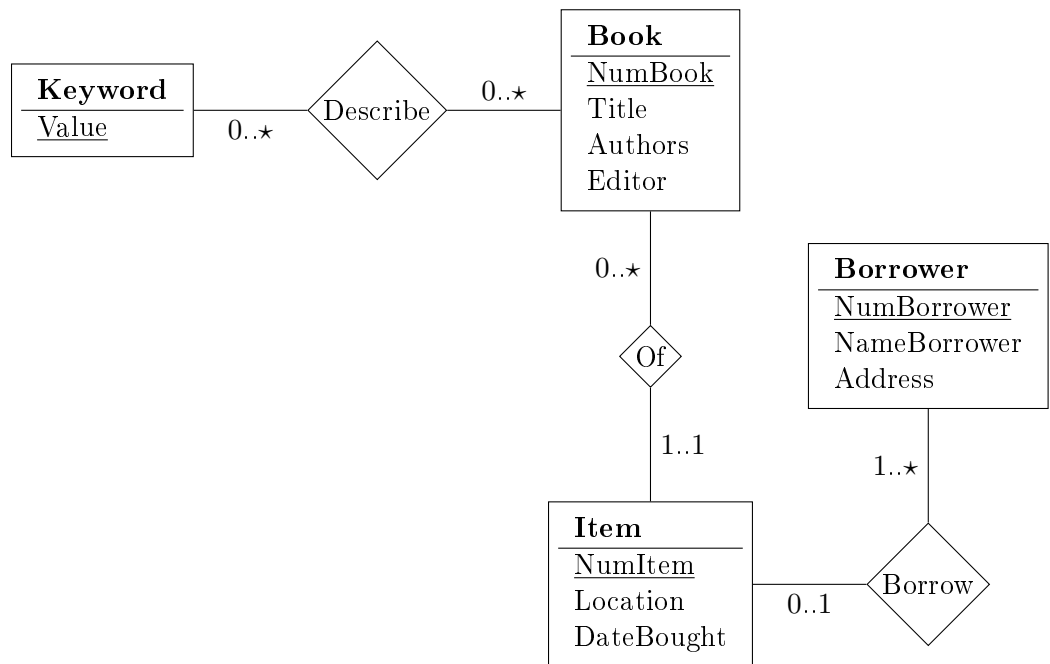 Keyword
Value
0..⋆
Describe
0..⋆
Book
NumBook
Title
Authors
Editor
0..⋆
Of
1..1
Item
NumItem
Location
DateBought
0..1
Borrow
1..⋆
Borrower
NumBorrower
NameBorrower
Address